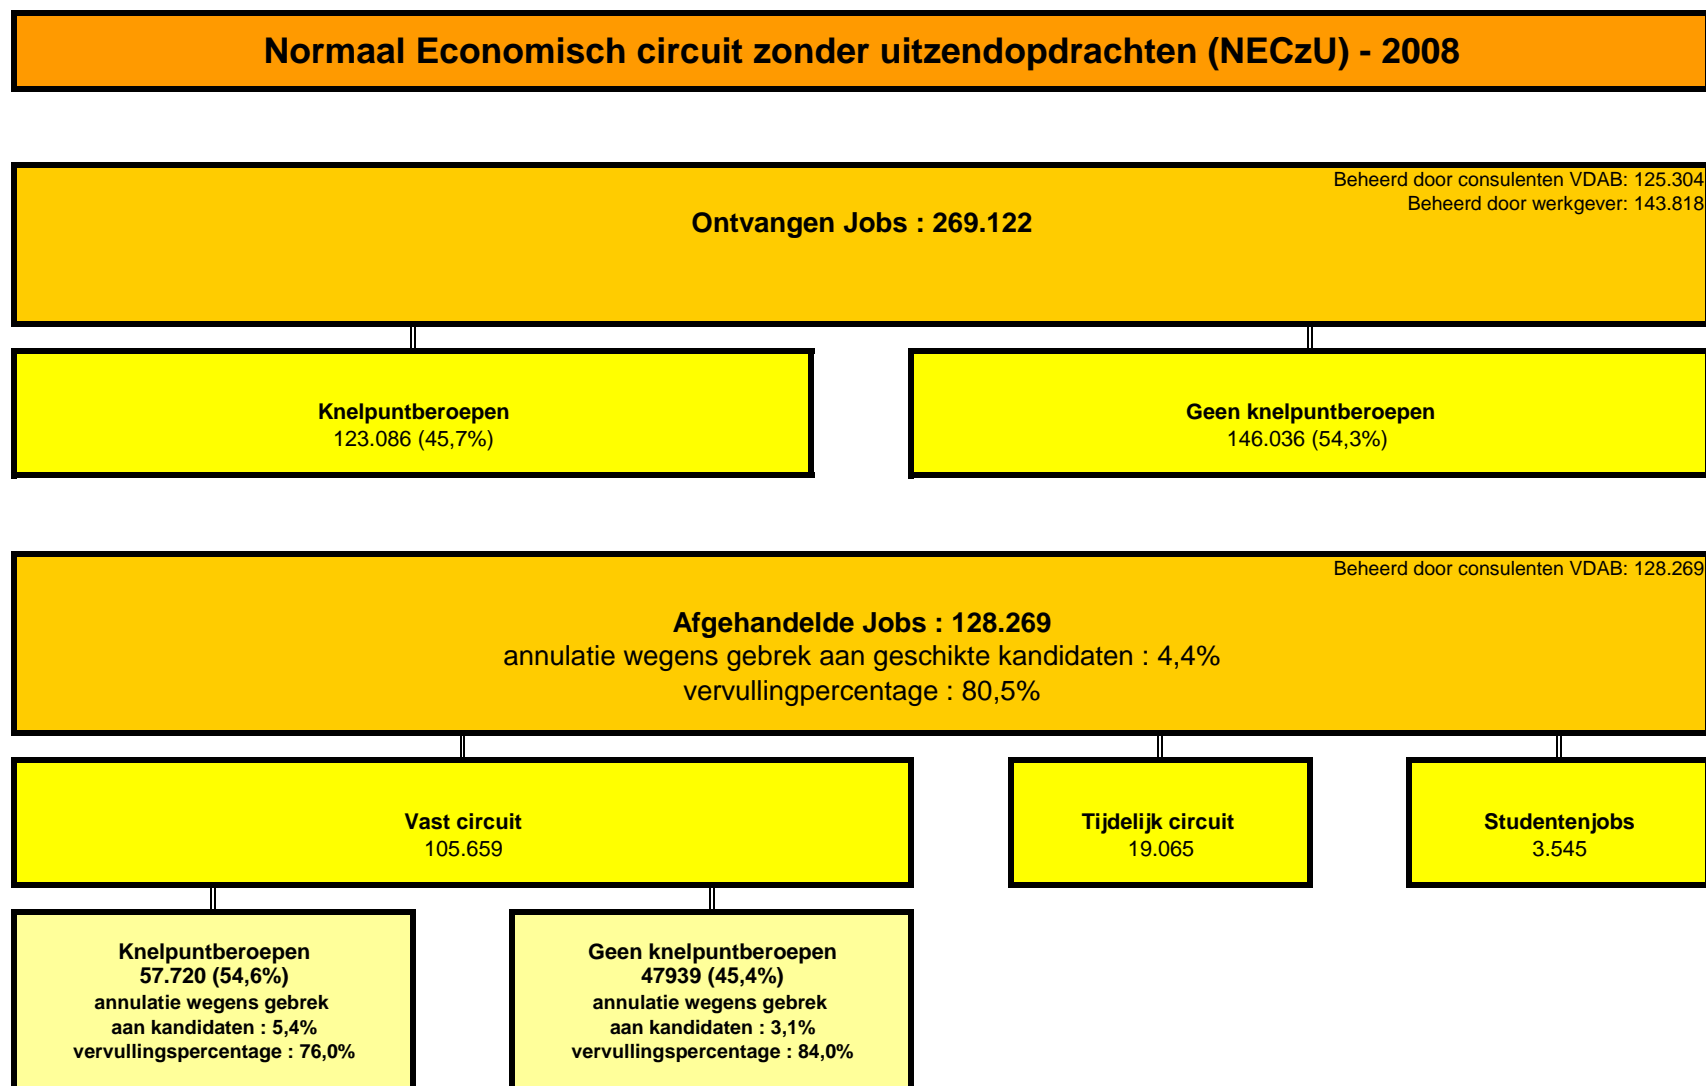 Normaal Economisch circuit zonder uitzendopdrachten (NECzU) - 2008
Beheerd door consulenten VDAB: 125.304
Beheerd door werkgever: 143.818
Ontvangen Jobs : 269.122
Knelpuntberoepen
123.086 (45,7%)
Geen knelpuntberoepen
146.036 (54,3%)
Beheerd door consulenten VDAB: 128.269
Afgehandelde Jobs : 128.269
annulatie wegens gebrek aan geschikte kandidaten : 4,4%
vervullingpercentage : 80,5%
Vast circuit
105.659
Tijdelijk circuit
19.065
Studentenjobs
3.545
Knelpuntberoepen
57.720 (54,6%)
annulatie wegens gebrek
aan kandidaten : 5,4%
vervullingspercentage : 76,0%
Geen knelpuntberoepen
47939 (45,4%)
annulatie wegens gebrek
aan kandidaten : 3,1%
vervullingspercentage : 84,0%